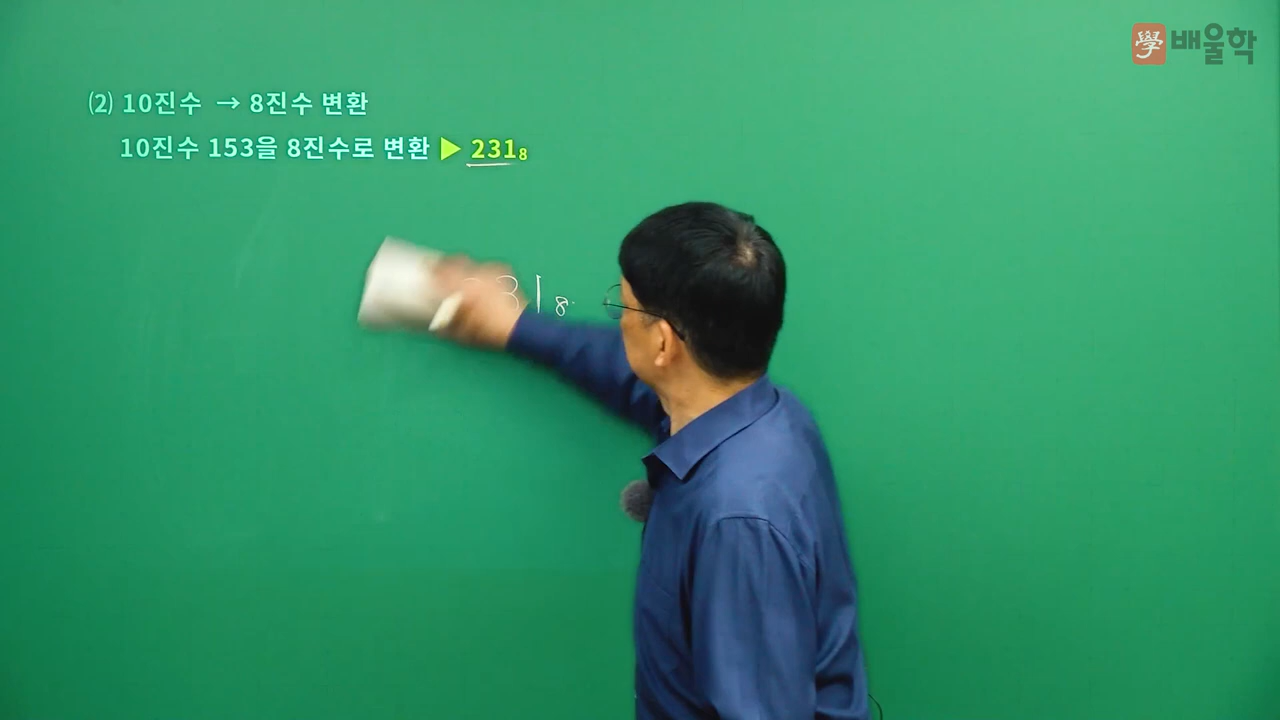 學 배울학
⑵ 10진수 → 8진수 변환
10진수 153을 8진수로 변환 ▶ 231₈
31₈